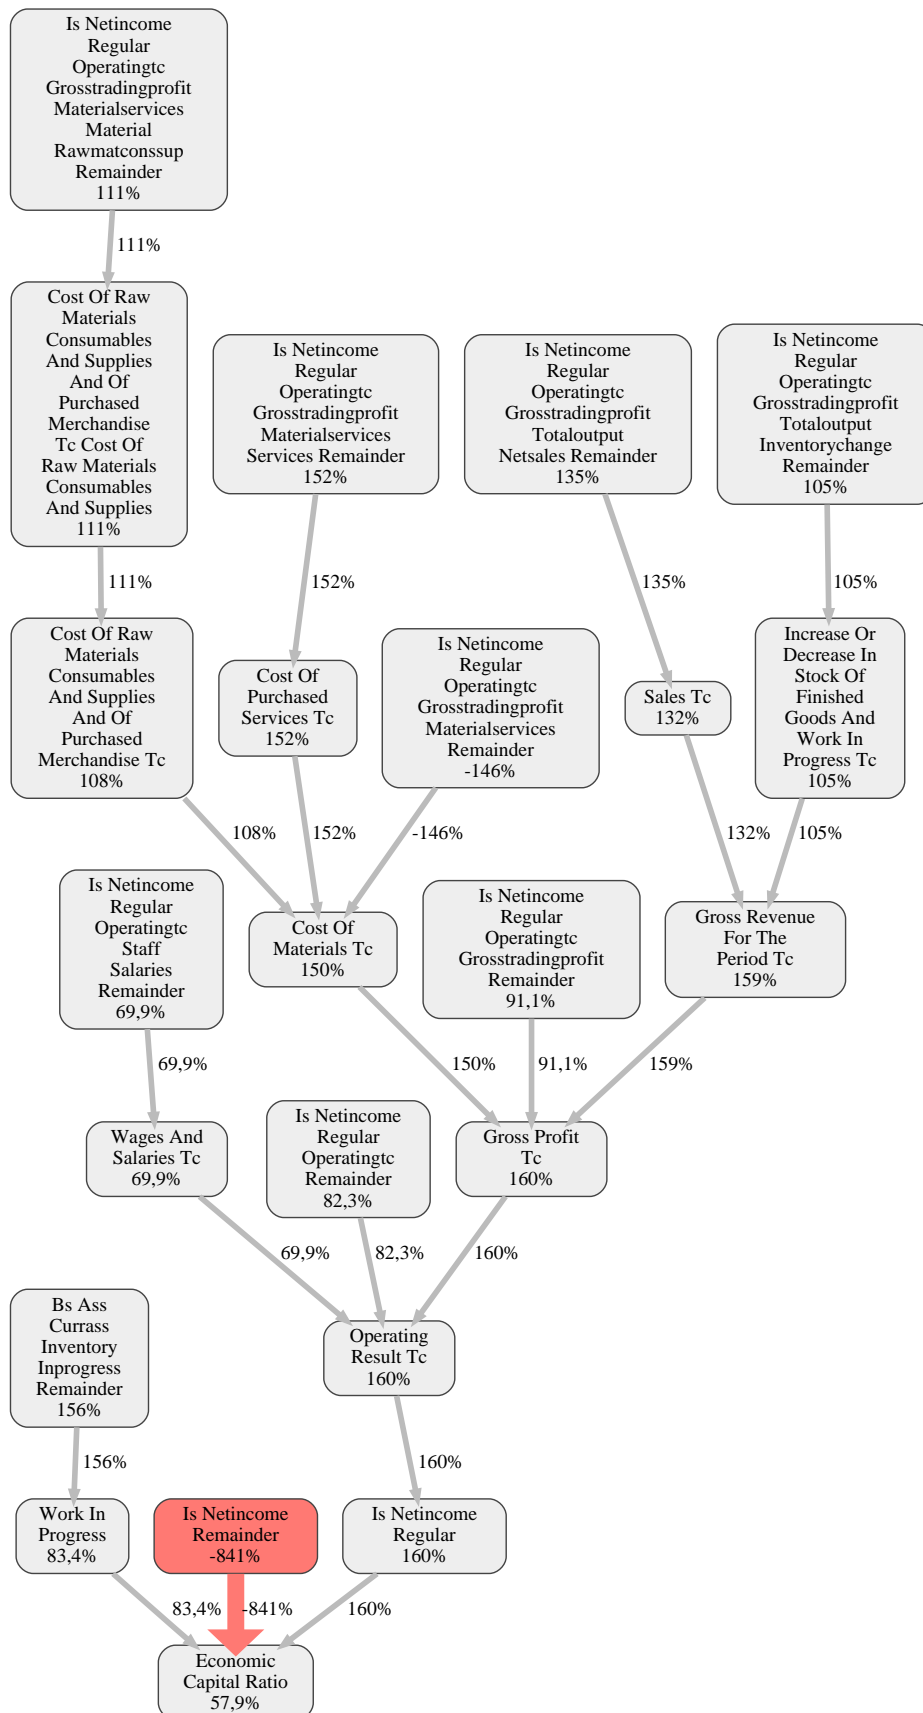 Is Netincome
Regular
Operatingtc
Grosstradingprofit
Materialservices
Material
Rawmatconssup
Remainder
111%
111%
Cost Of Raw
Materials
Consumables
And Supplies
And Of
Purchased
Merchandise
Tc Cost Of
Raw Materials
Consumables
And Supplies
111%
Is Netincome
Regular
Operatingtc
Grosstradingprofit
Materialservices
Services Remainder
152%
Is Netincome
Regular
Operatingtc
Grosstradingprofit
Totaloutput
Netsales Remainder
135%
Is Netincome
Regular
Operatingtc
Grosstradingprofit
Totaloutput
Inventorychange
Remainder
105%
111%
152%
135%
105%
Cost Of Raw
Materials
Consumables
And Supplies
And Of
Purchased
Merchandise Tc
108%
Cost Of
Purchased
Services Tc
152%
Is Netincome
Regular
Operatingtc
Grosstradingprofit
Materialservices
Remainder
-146%
Sales Tc
132%
Increase Or
Decrease In
Stock Of
Finished
Goods And
Work In
Progress Tc
105%
108%
152%
-146%
132%
105%
Is Netincome
Regular
Operatingtc
Staff
Salaries
Remainder
69,9%
Cost Of
Materials Tc
150%
Is Netincome
Regular
Operatingtc
Grosstradingprofit
Remainder
91,1%
Gross Revenue
For The
Period Tc
159%
69,9%
150%
91,1%
159%
Wages And
Salaries Tc
69,9%
Is Netincome
Regular
Operatingtc
Remainder
82,3%
Gross Profit
Tc
160%
69,9%
82,3%
160%
Bs Ass
Currass
Inventory
Inprogress
Remainder
156%
Operating
Result Tc
160%
156%
160%
Work In
Progress
83,4%
Is Netincome
Remainder
-841%
Is Netincome
Regular
160%
83,4%
-841%
160%
Economic
Capital Ratio
57,9%